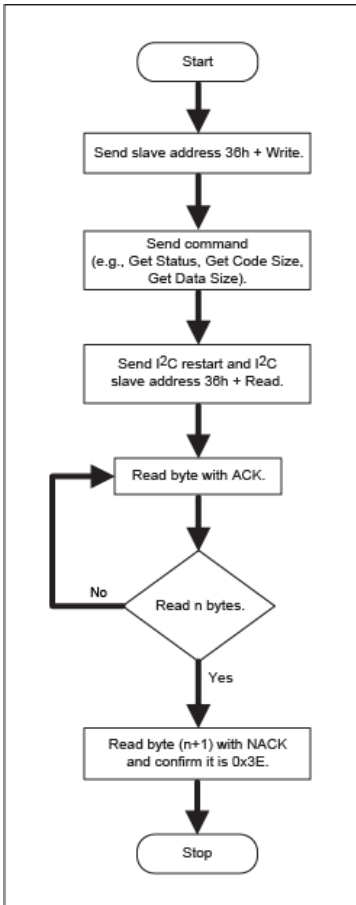 Start
Send slave address 36h + Write.
Send command
(e.g., Get Status, Get Code Size,
Get Data Size).
Send I2C restart and I2C
slave address 36h + Read.
Read byte with ACK.
No
Read n bytes.
Yes
Read byte (n+1) with NACK
and confirm it is 0x3E.
Stop